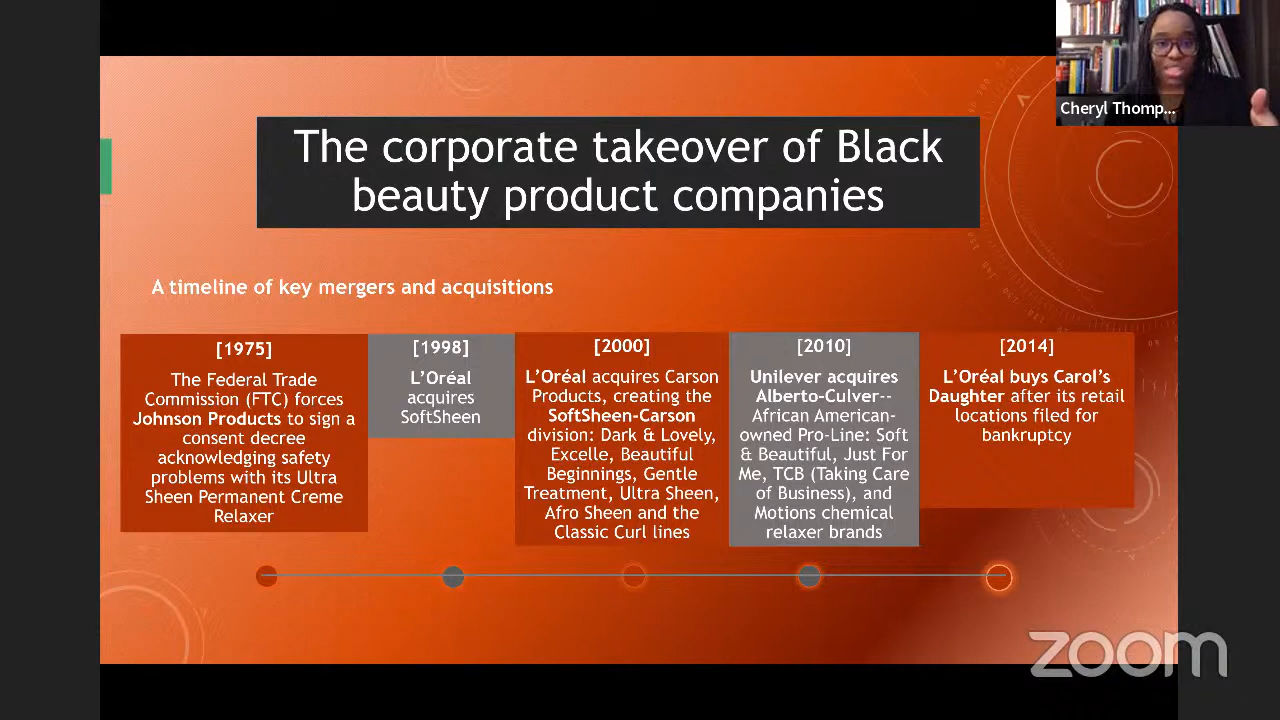 Cheryl Thomp...
The corporate takeover of Black
beauty product companies
A timeline of key mergers and acquisitions
[1975]
The Federal Trade
Commission (FTC) forces
Johnson Products to sign a
consent decree
acknowledging safety
problems with its Ultra
Sheen Permanent Creme
Relaxer
[1998]
L'Oréal
acquires
SoftSheen
[2000]
L'Oréal acquires Carson
Products, creating the
SoftSheen-Carson
division: Dark & Lovely,
Excelle, Beautiful
Beginnings, Gentle
Treatment, Ultra Sheen,
Afro Sheen and the
Classic Curl lines
[2010]
Unilever acquires
Alberto-Culver--
African American-
owned Pro-Line: Soft
& Beautiful, Just For
Me, TCB (Taking Care
of Business), and
Motions chemical
relaxer brands
[2014]
L'Oréal buys Carol's
Daughter after its retail
locations filed for
bankruptcy
zoom